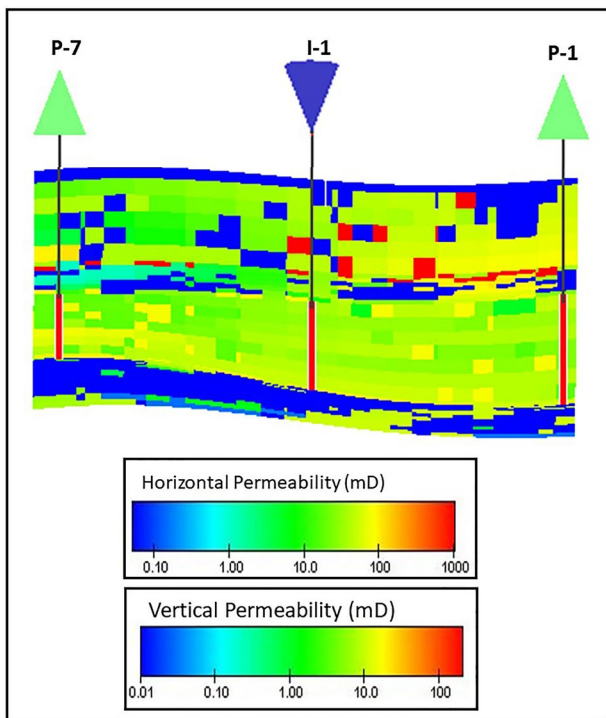 P-7 I-1 P-1
Horizontal Permeability (mD)
0.10 1.00 10.0 100 1000
Vertical Permeability (mD)
0.01 0.10 1.00 10.0 100